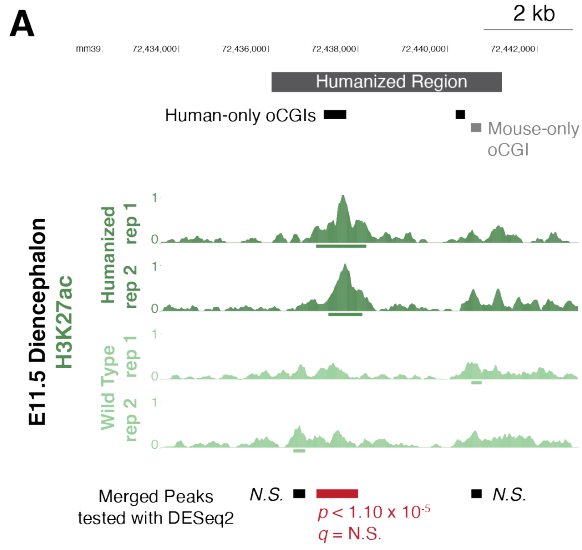 A
2 kb
mm39
72,434,000
72,436,000
72,438,000
72,440,000
72,442,000
Humanized Region
Human-only oCGIs
Mouse-only
oCGI
E11.5 Diencephalon
H3K27ac
Humanized
rep 1
rep 2
1
0
1
0
Wild Type
rep 1
rep 2
1
0
1
0
Merged Peaks
tested with DESeq2
N.S.
N.S.
p < 1.10 x 10⁻⁵
q = N.S.